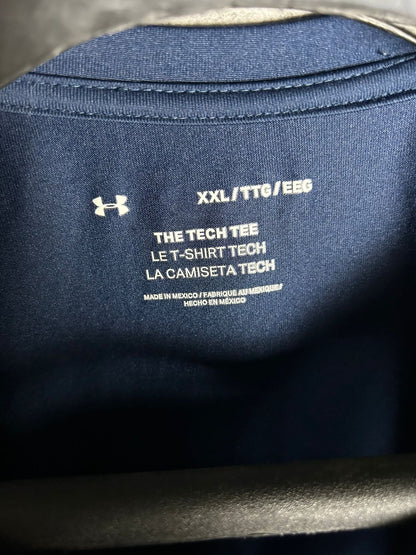 XXL/TTG/EEG
THE TECH TEE
LE T-SHIRT TECH
LA CAMISETA TECH
MADE IN MEXICO / FABRIQUÉ AU MEXIQUE /
HECHO EN MÉXICO